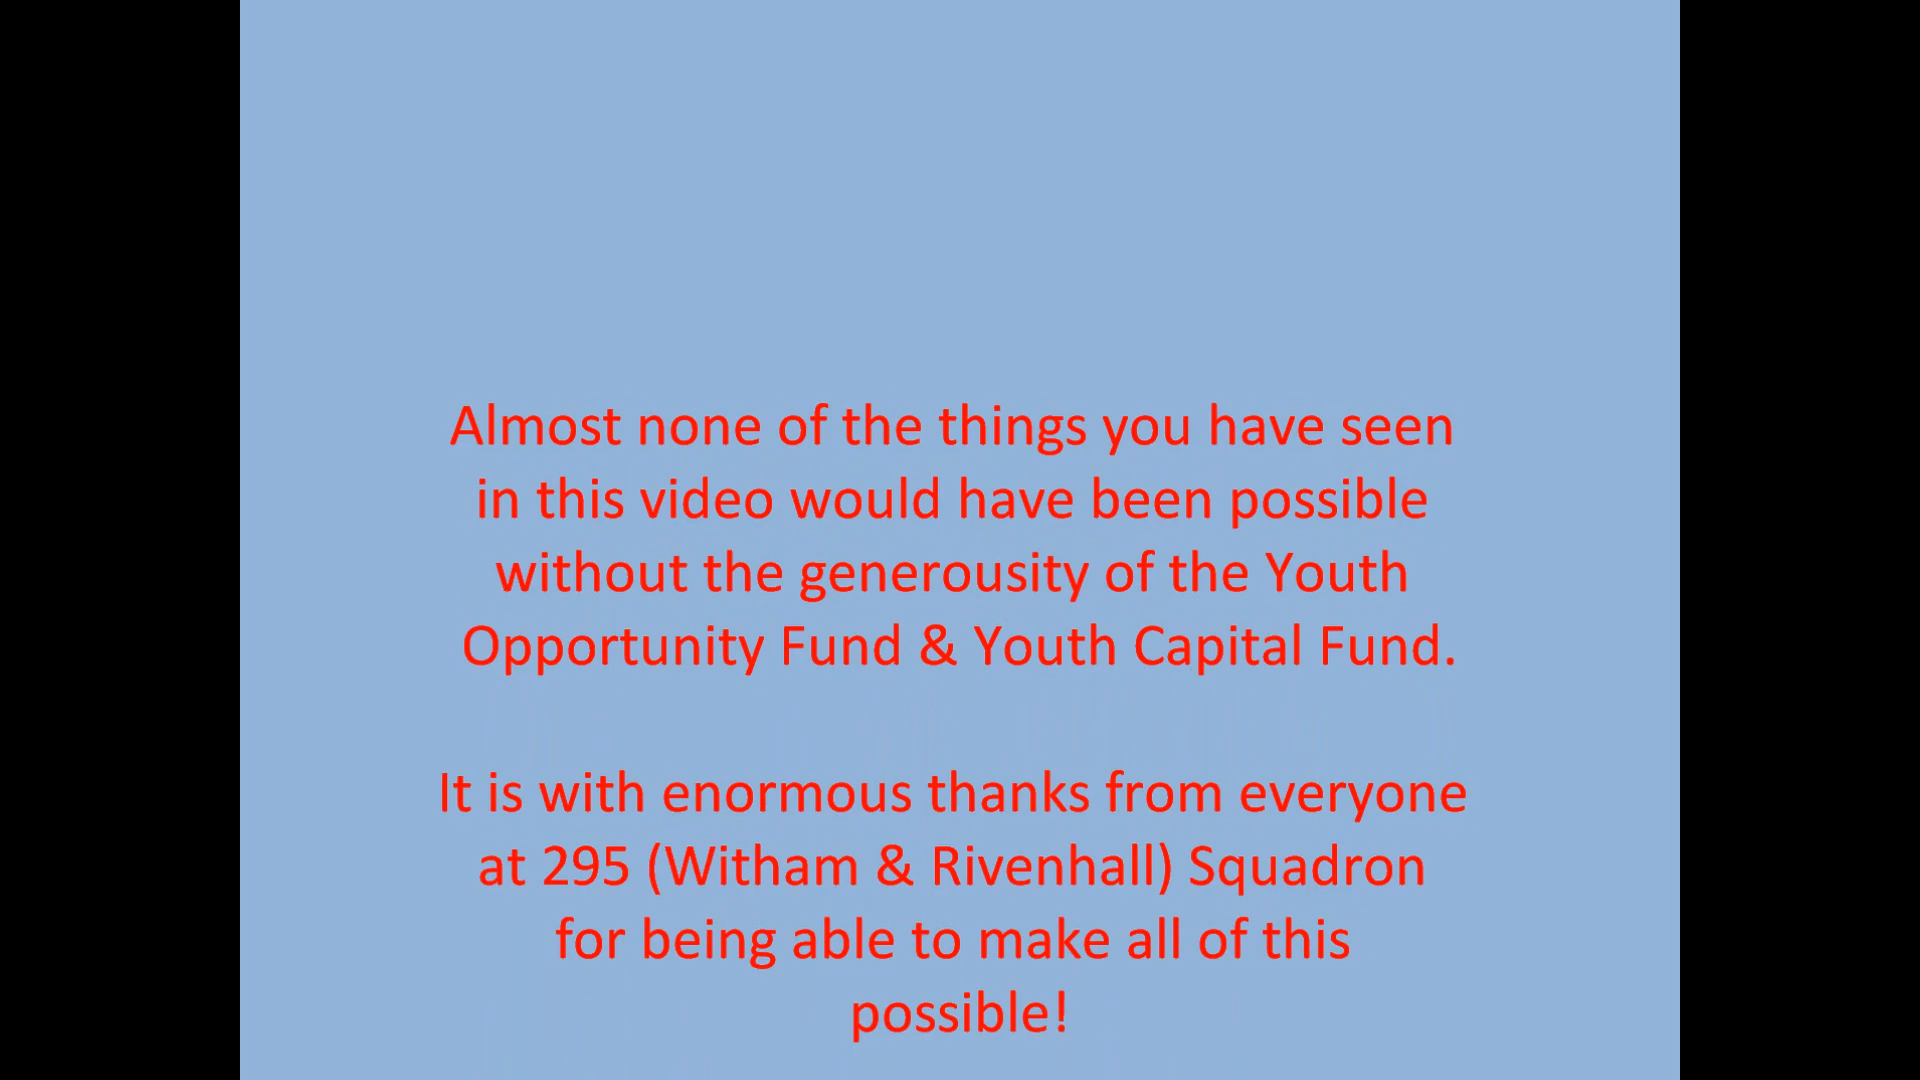 Almost none of the things you have seen
in this video would have been possible
without the generousity of the Youth
Opportunity Fund & Youth Capital Fund.
It is with enormous thanks from everyone
at 295 (Witham & Rivenhall) Squadron
for being able to make all of this
possible!